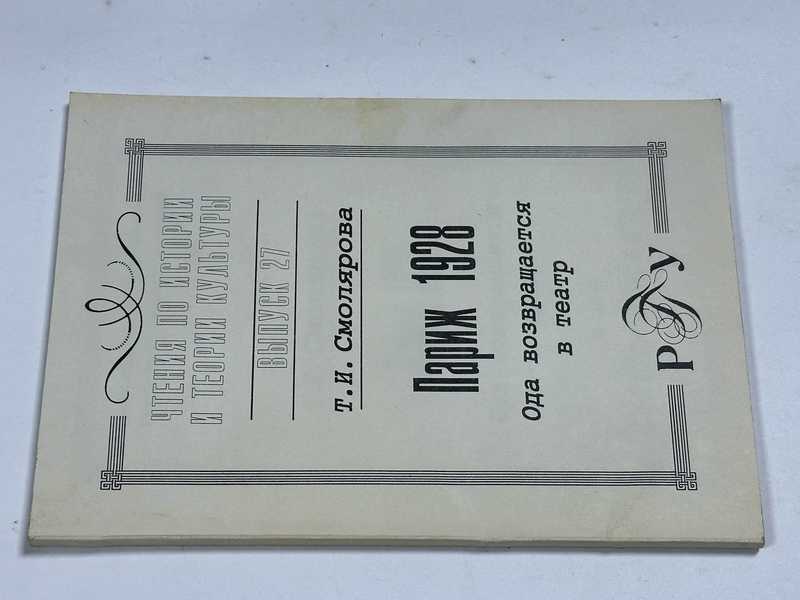 ЧТЕНИЯ ПО ИСТОРИИ
И ТЕОРИИ КУЛЬТУРЫ
ВЫПУСК 27
Т.И. Смолярова
Париж 1928
Ода возвращается
в театр
РГГУ